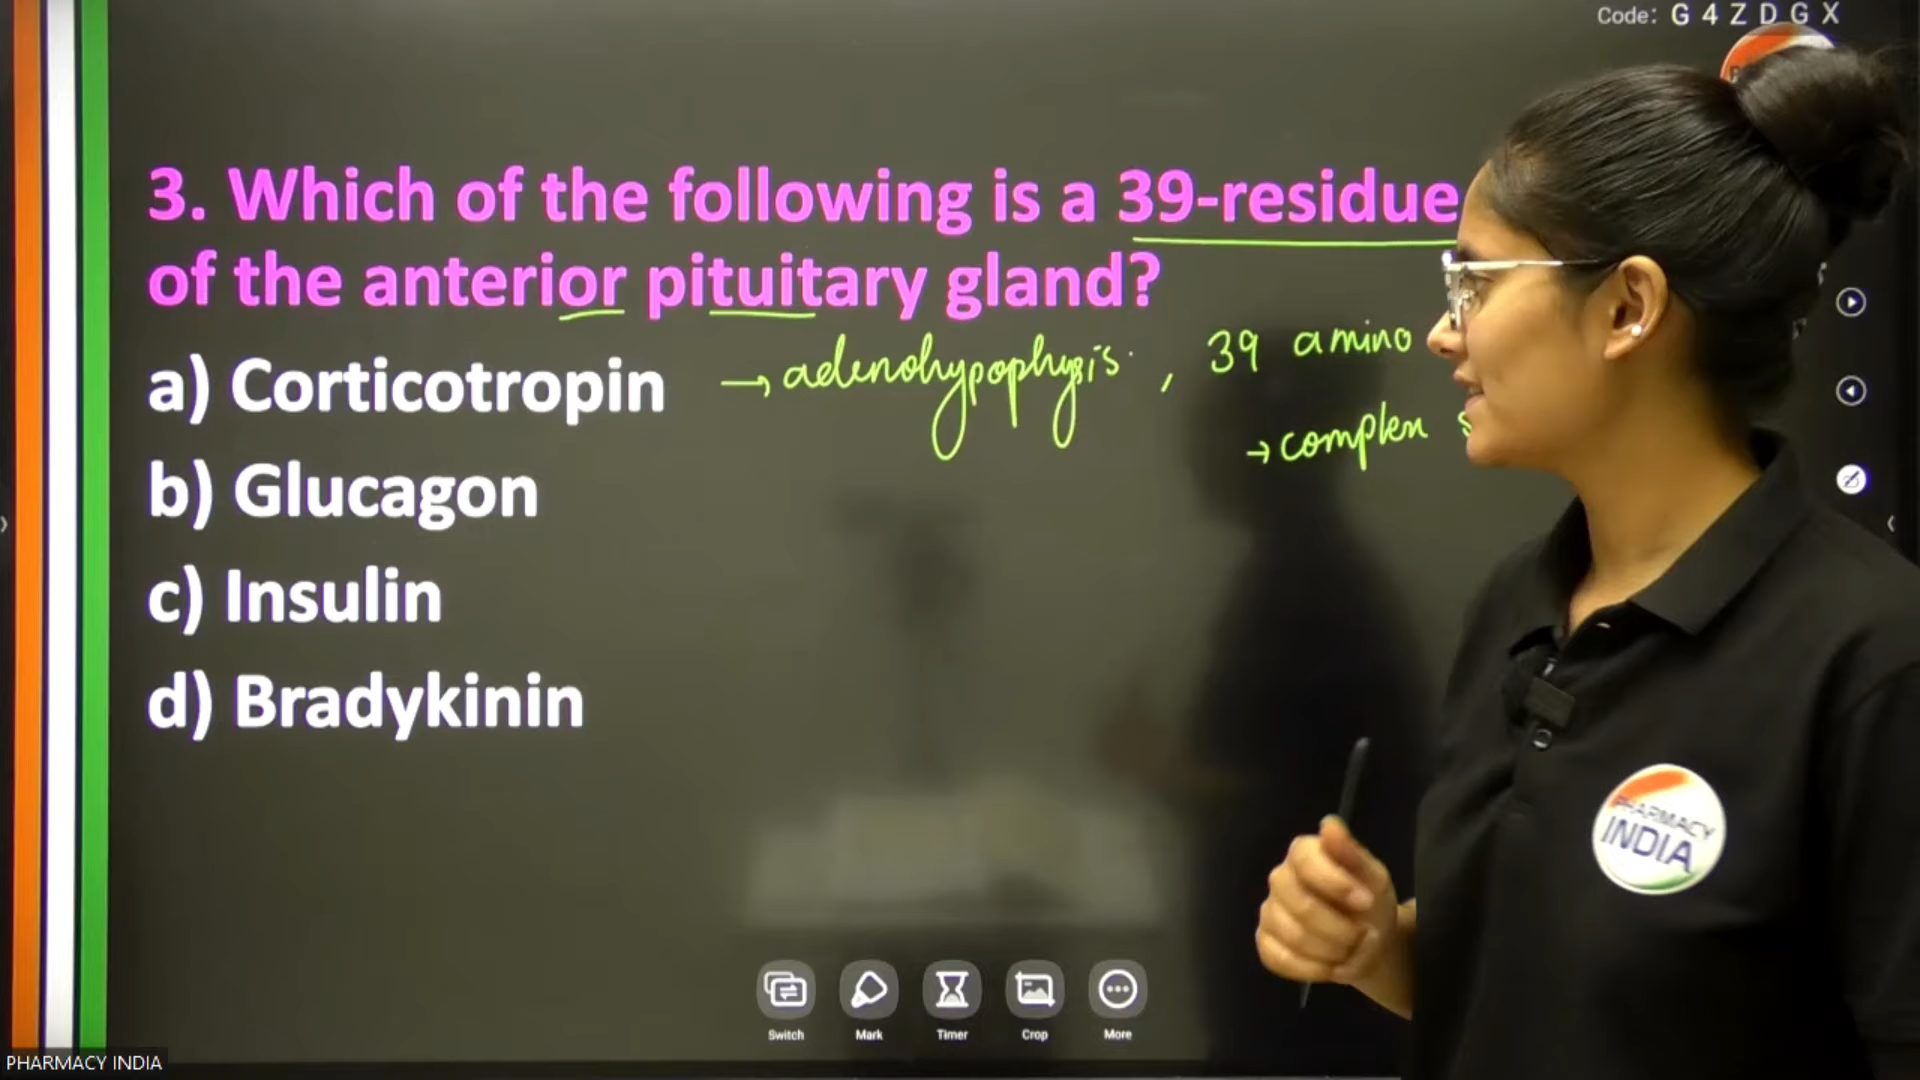 Code: G 4 Z D G X
3. Which of the following is a 39-residue
of the anterior pituitary gland?
a) Corticotropin → adenohypophysis, 39 amino
→ complex
b) Glucagon
c) Insulin
d) Bradykinin
PHARMACY
INDIA
Switch Mark Timer Crop More
PHARMACY INDIA